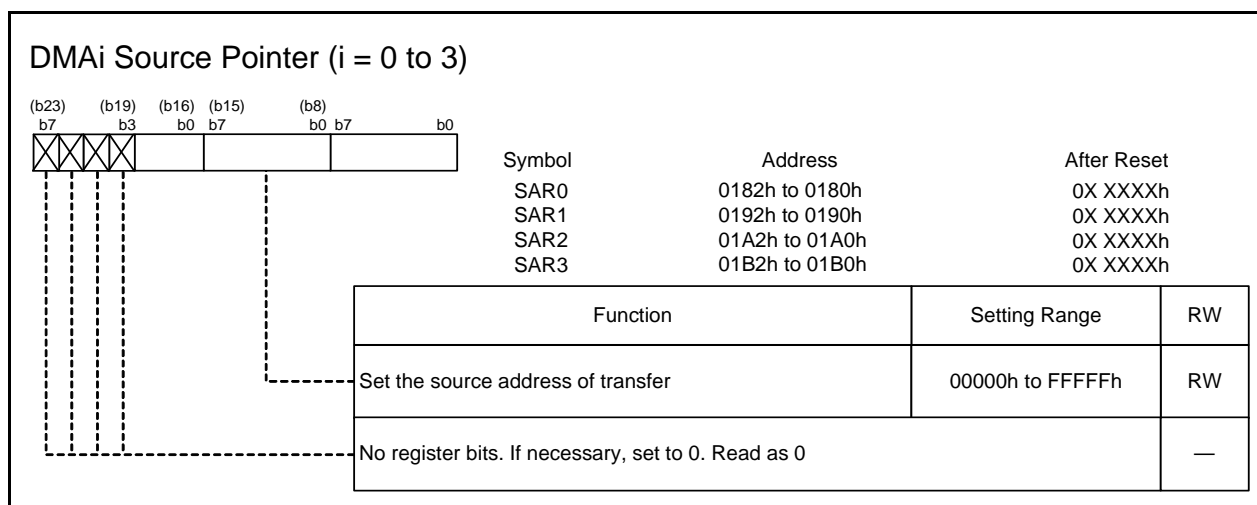 DMAi Source Pointer (i = 0 to 3)
(b23) (b19) (b16) (b15) (b8)
b7 b3 b0 b7 b0 b7 b0
Symbol Address After Reset
SAR0 0182h to 0180h 0X XXXXh
SAR1 0192h to 0190h 0X XXXXh
SAR2 01A2h to 01A0h 0X XXXXh
SAR3 01B2h to 01B0h 0X XXXXh
Function Setting Range RW
Set the source address of transfer 00000h to FFFFFh RW
No register bits. If necessary, set to 0. Read as 0 —